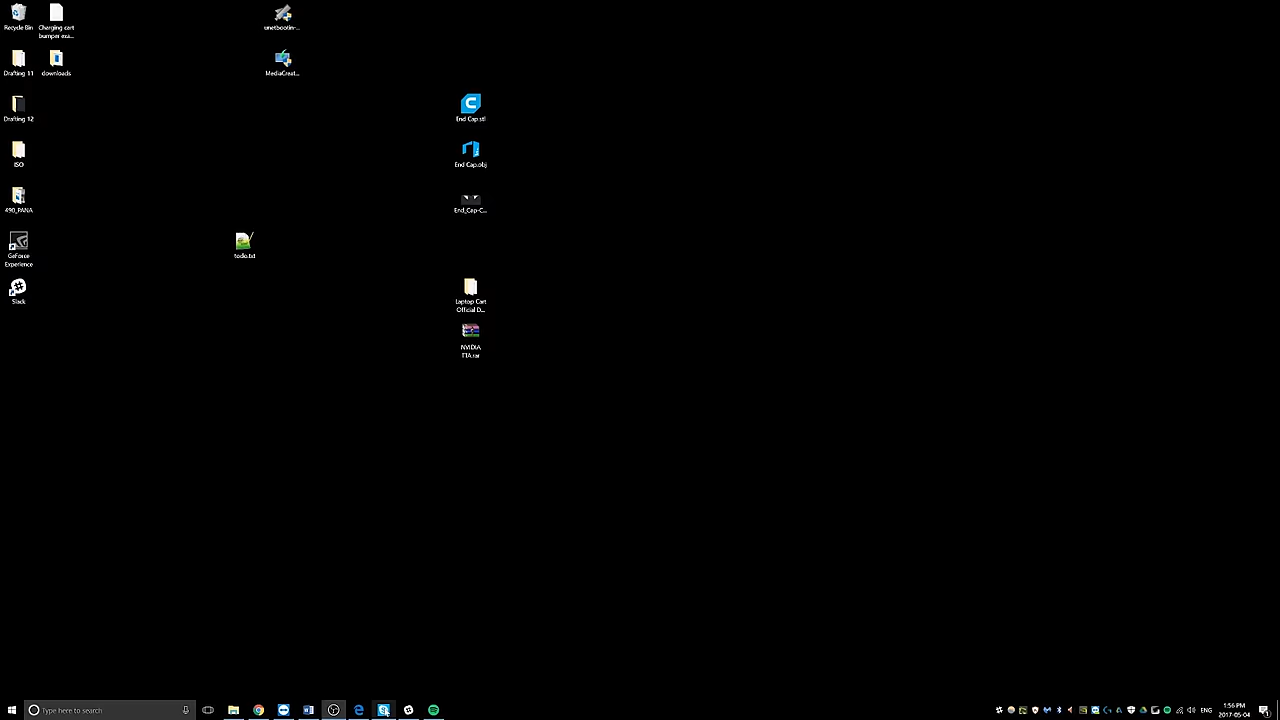 Recycle Bin
Charging cart
bumper exa...
unetbootin-...
Drafting 11
downloads
MediaCreat...
Drafting 12
End Cap.stl
ISO
End Cap.obj
490_PANA
End_Cap-C...
GeForce
Experience
todo.txt
Slack
Laptop Cart
Official D...
NVIDIA
TTA.rar
Type here to search
ENG
1:56 PM
2017-05-04